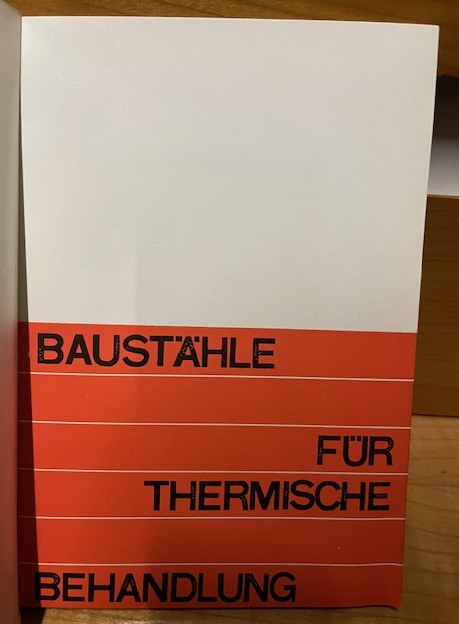 BAUSTÄHLE
FÜR
THERMISCHE
BEHANDLUNG